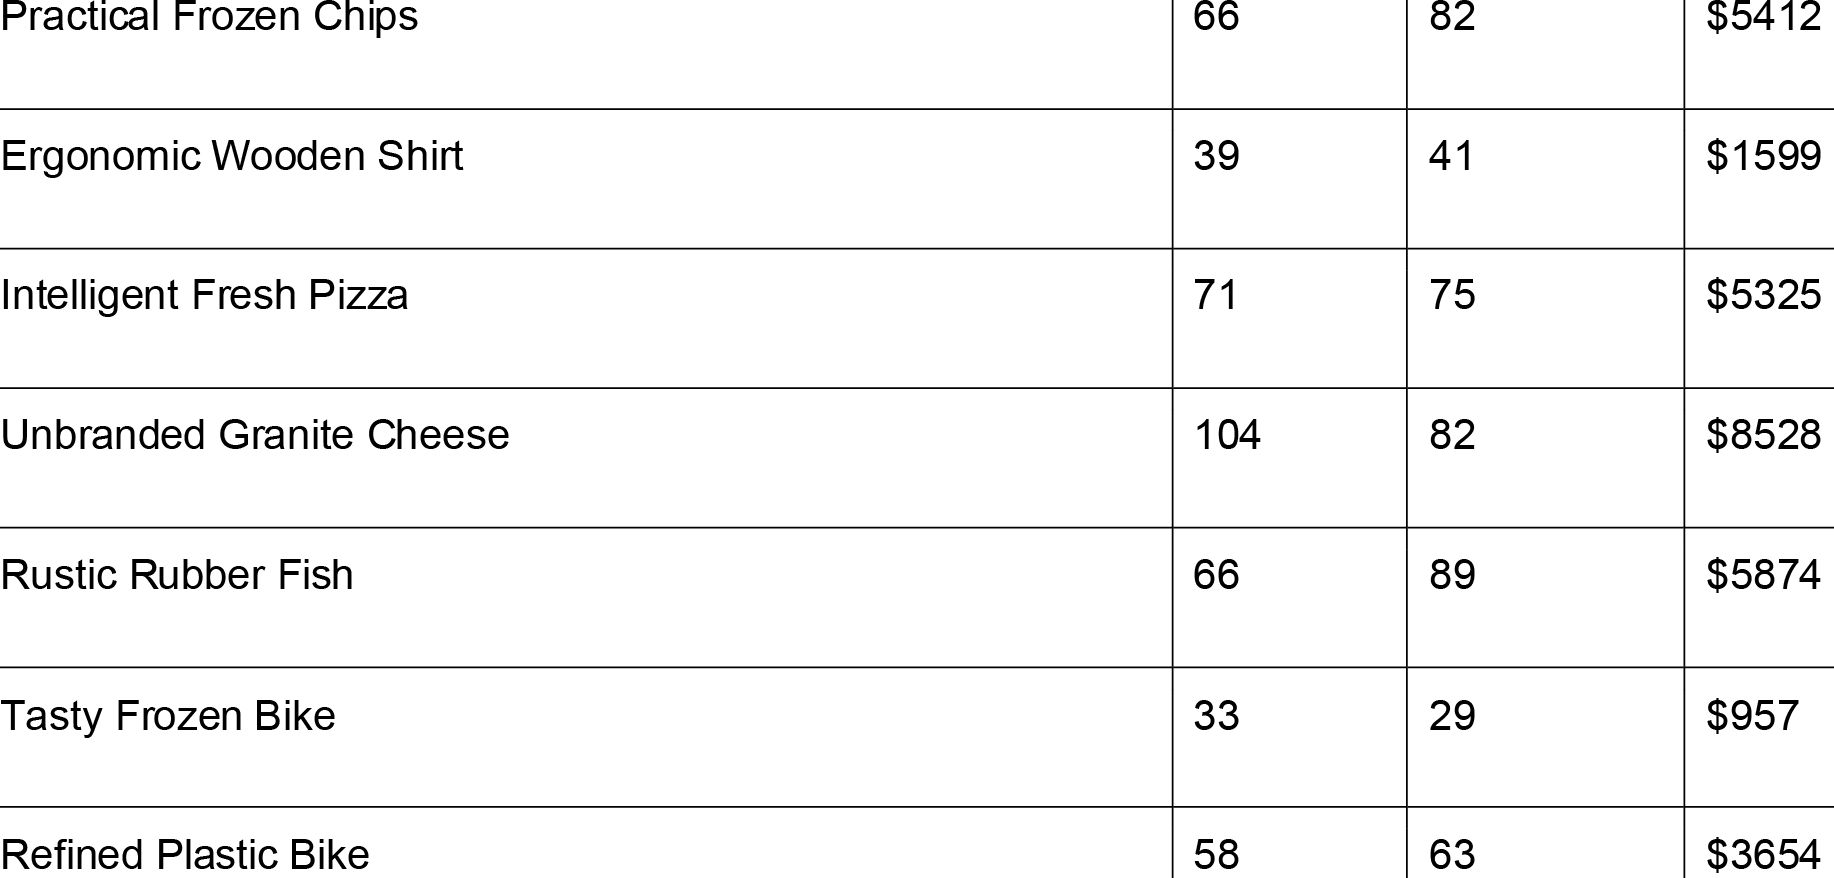 Practical Frozen Chips 66 82 $5412
Ergonomic Wooden Shirt 39 41 $1599
Intelligent Fresh Pizza 71 75 $5325
Unbranded Granite Cheese 104 82 $8528
Rustic Rubber Fish 66 89 $5874
Tasty Frozen Bike 33 29 $957
Refined Plastic Bike 58 63 $3654